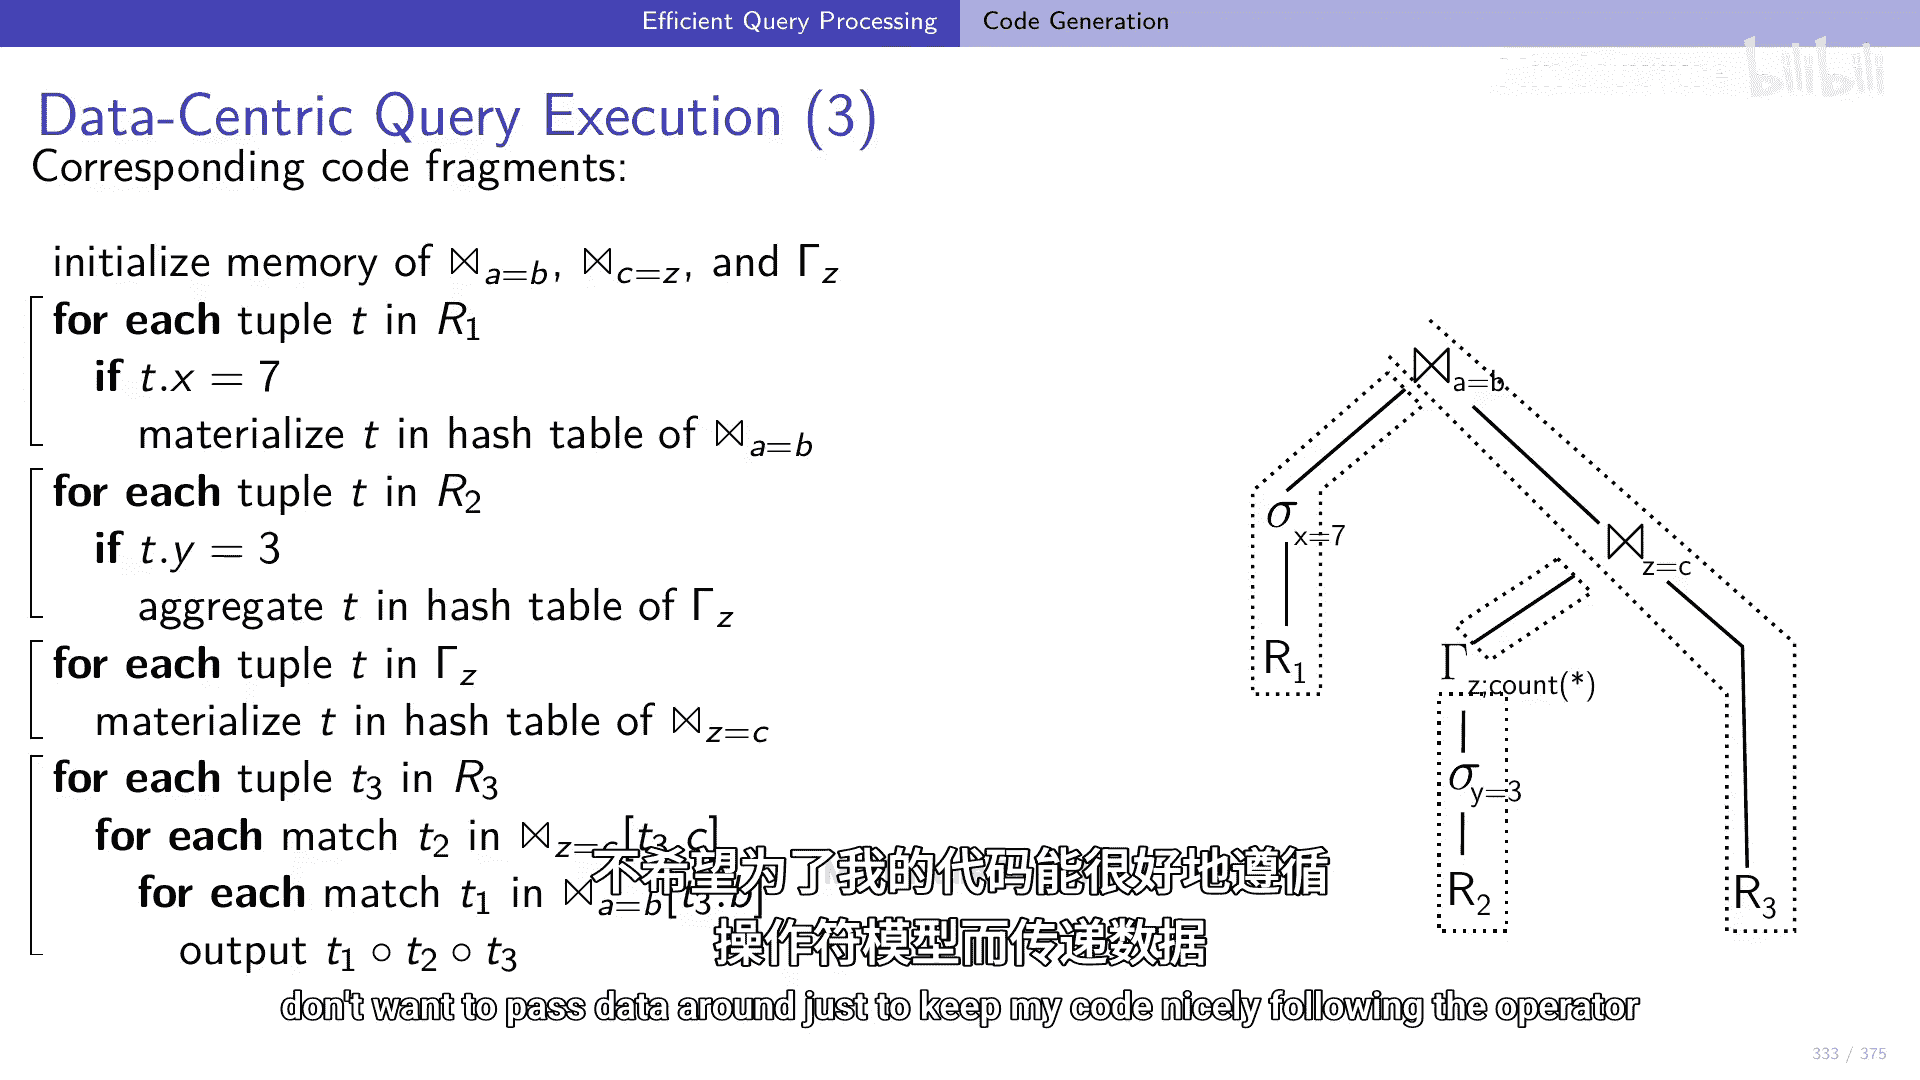 Efficient Query Processing
Code Generation
bilibili
Data-Centric Query Execution (3)
Corresponding code fragments:
initialize memory of ⋈a=b, ⋈c=z, and Γz
for each tuple t in R1
if t.x = 7
materialize t in hash table of ⋈a=b
for each tuple t in R2
if t.y = 3
aggregate t in hash table of Γz
for each tuple t in Γz
materialize t in hash table of ⋈z=c
for each tuple t3 in R3
for each match t2 in ⋈z=c[t3.c]
for each match t1 in ⋈a=b[t3.b]
output t1 ∘ t2 ∘ t3
⋈a=b
σx=7
R1
⋈z=c
Γz;count(*)
σy=3
R2
R3
不希望为了我的代码能很好地遵循
操作符模型而传递数据
don't want to pass data around just to keep my code nicely following the operator
333 / 375